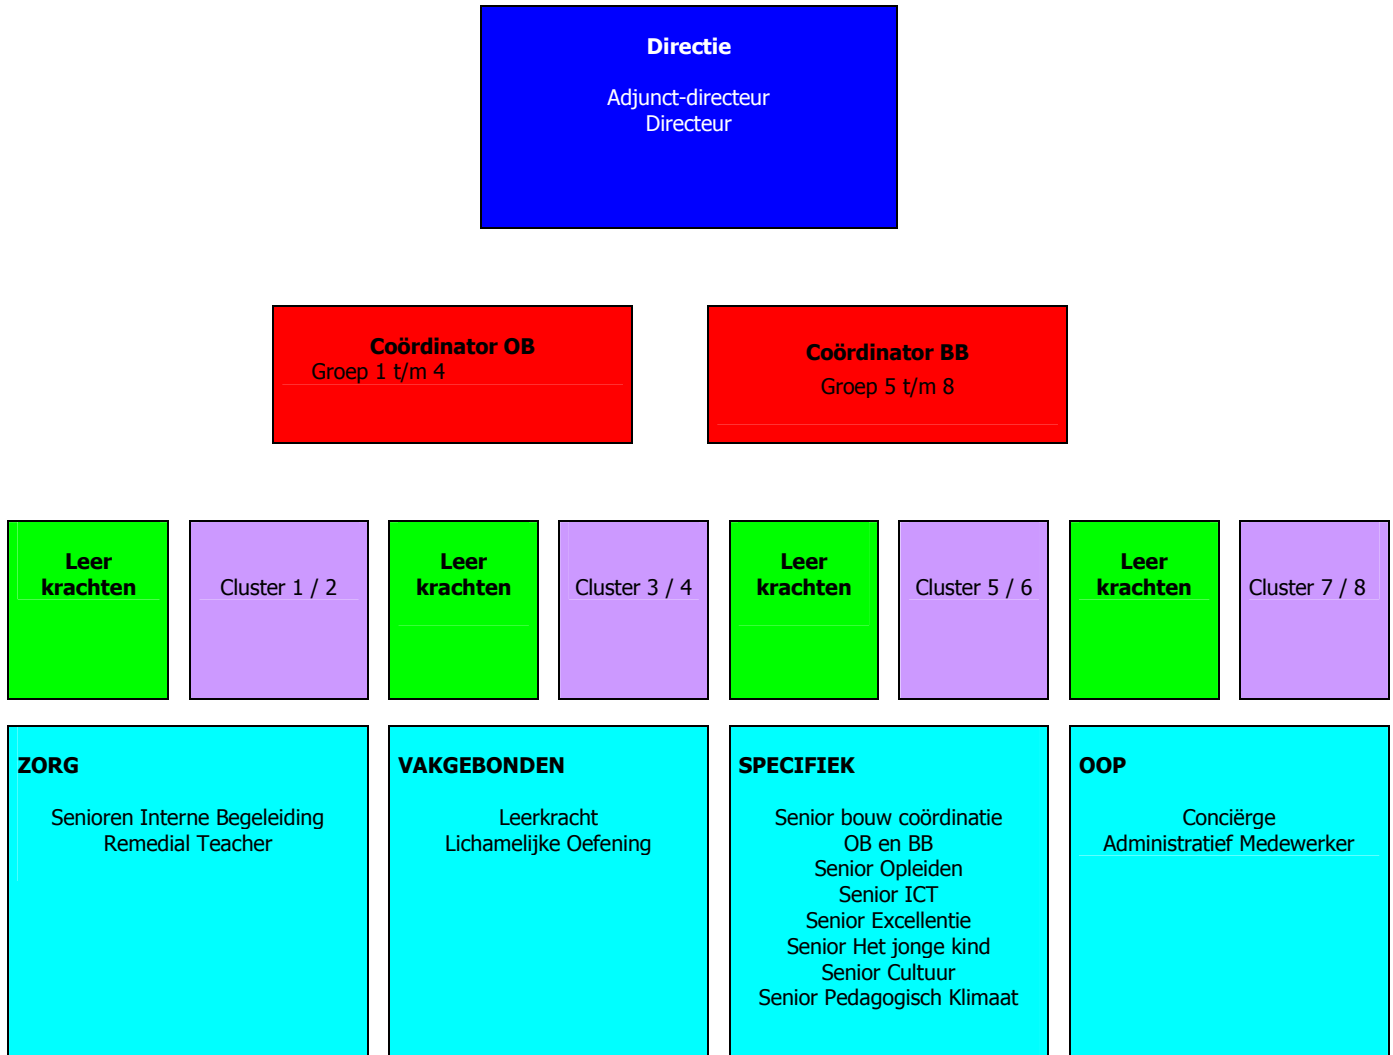 Directie
Adjunct-directeur
Directeur
Coördinator OB
Groep 1 t/m 4
Coördinator BB
Groep 5 t/m 8
Leer
krachten
Cluster 1 / 2
Leer
krachten
Cluster 3 / 4
Leer
krachten
Cluster 5 / 6
Leer
krachten
Cluster 7 / 8
ZORG
Senioren Interne Begeleiding
Remedial Teacher
VAKGEBONDEN
Leerkracht
Lichamelijke Oefening
SPECIFIEK
Senior bouw coördinatie
OB en BB
Senior Opleiden
Senior ICT
Senior Excellentie
Senior Het jonge kind
Senior Cultuur
Senior Pedagogisch Klimaat
OOP
Conciërge
Administratief Medewerker